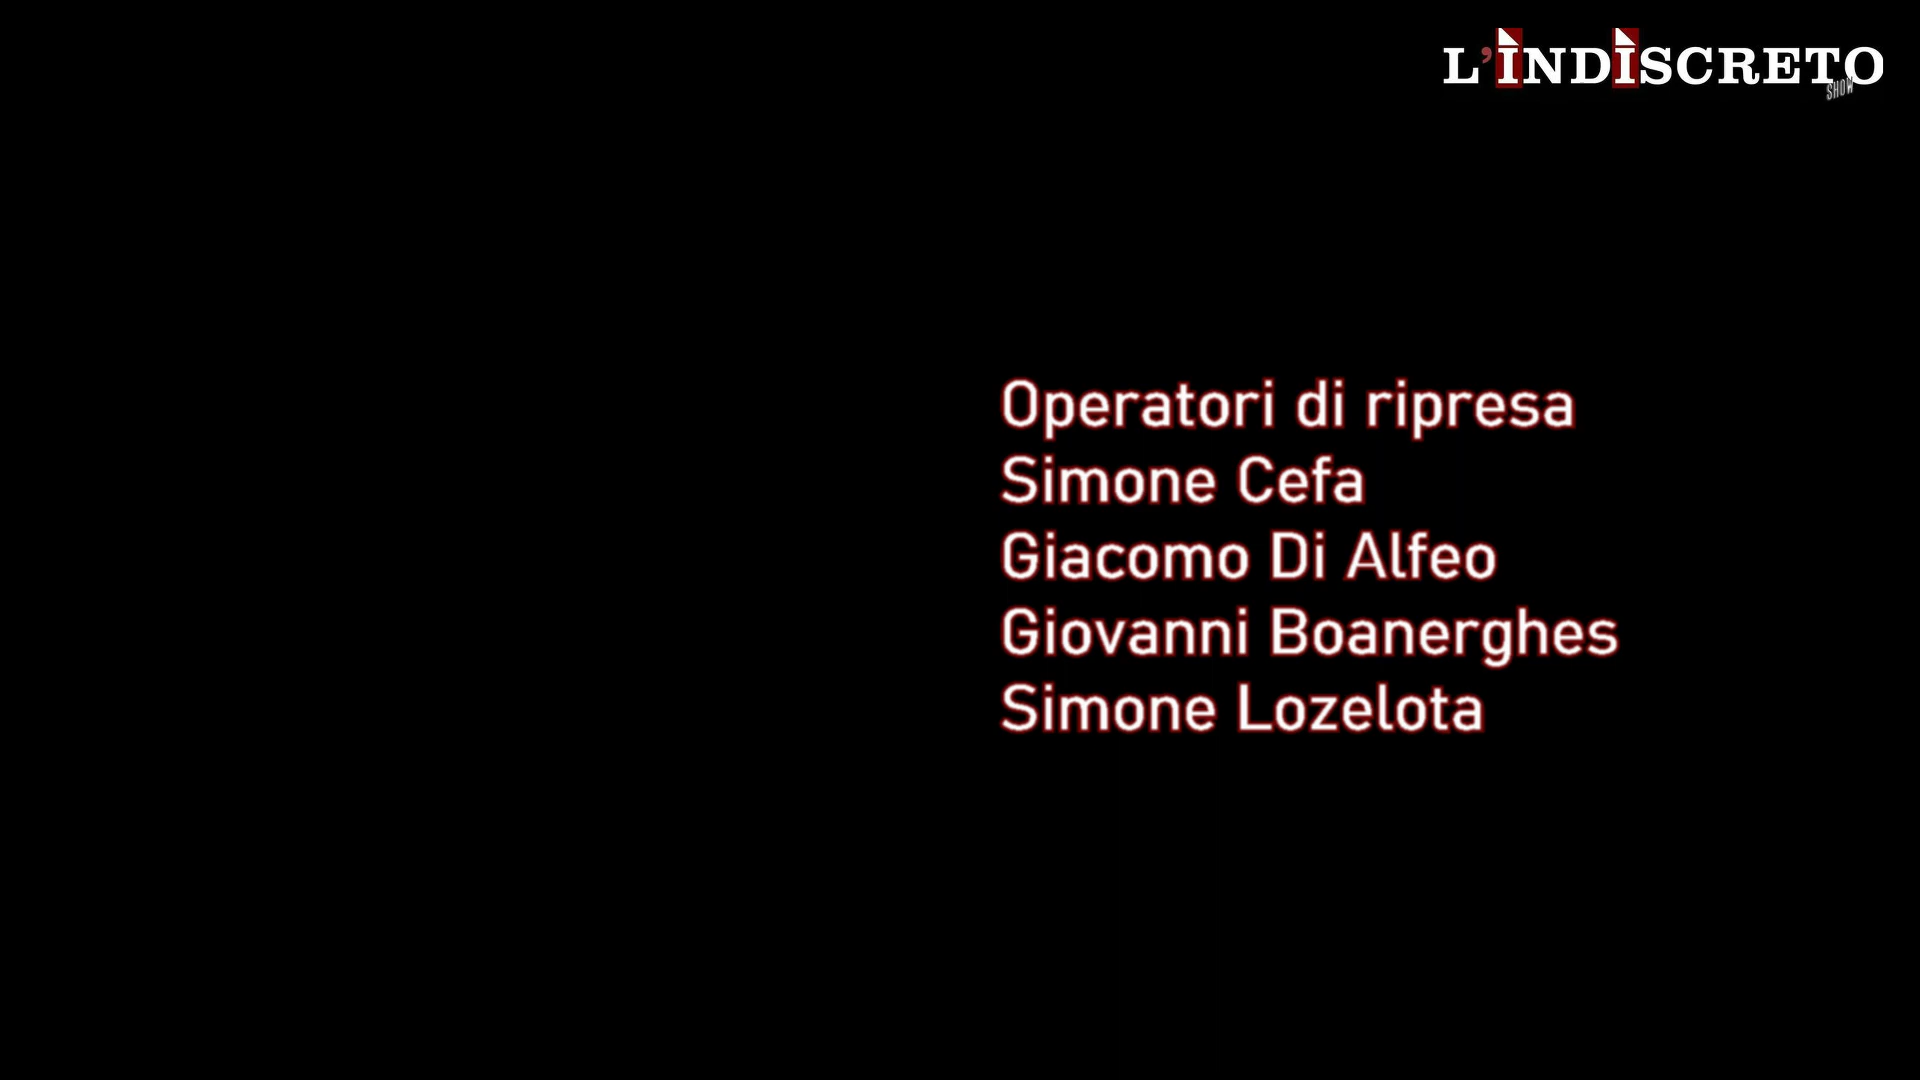 L'INDISCRETO
SHOW
Operatori di ripresa
Simone Cefa
Giacomo Di Alfeo
Giovanni Boanerghes
Simone Lozelota